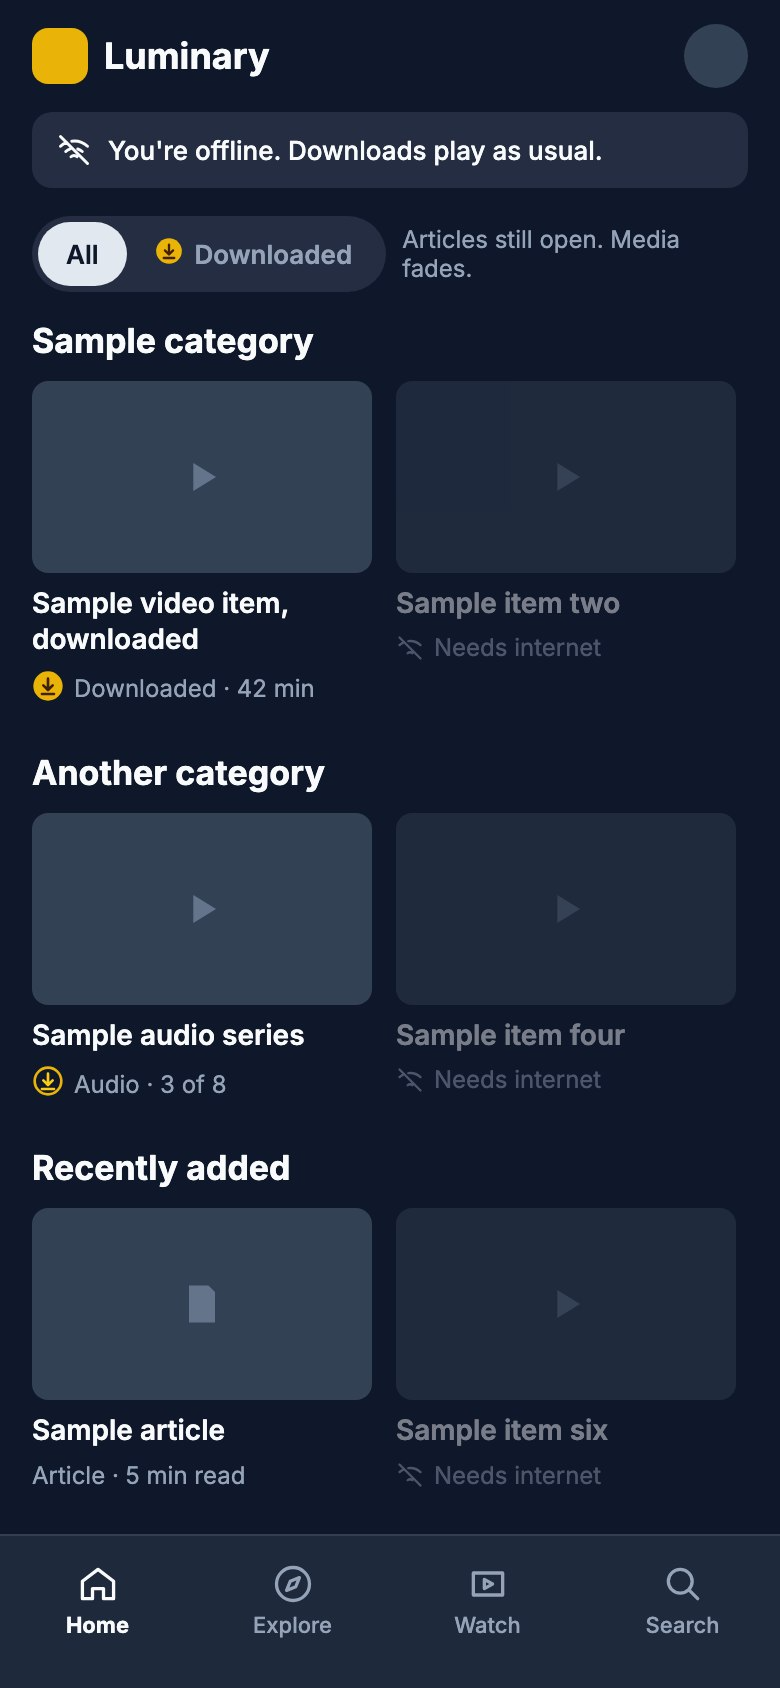 Luminary
You're offline. Downloads play as usual.
All
Downloaded
Articles still open. Media
fades.
Sample category
Sample video item,
downloaded
Downloaded · 42 min
Sample item two
Needs internet
Another category
Sample audio series
Audio · 3 of 8
Sample item four
Needs internet
Recently added
Sample article
Article · 5 min read
Sample item six
Needs internet
Home
Explore
Watch
Search